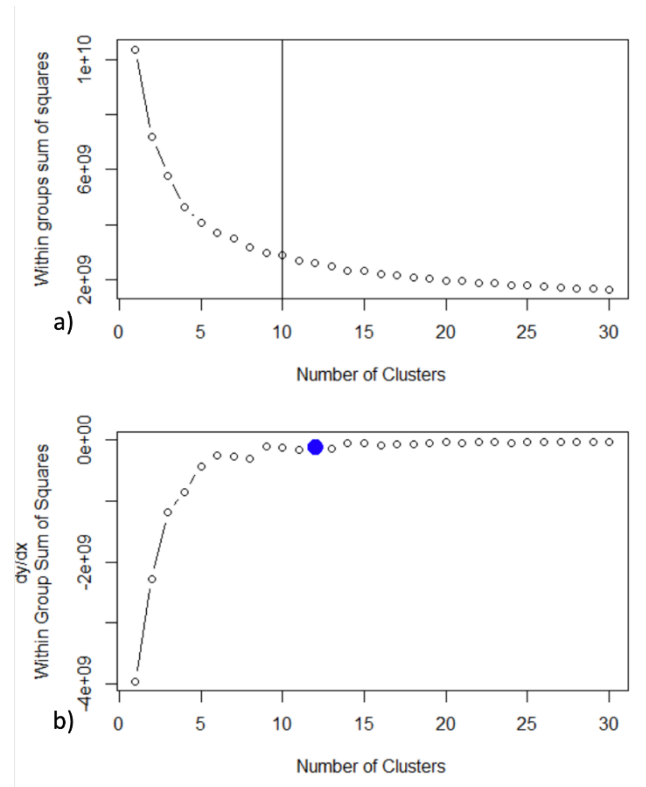 Within groups sum of squares
1e+10
6e+09
2e+09
a)
0 5 10 15 20 25 30
Number of Clusters
dy/dx
Within Group Sum of Squares
0e+00
-2e+09
-4e+09
b)
0 5 10 15 20 25 30
Number of Clusters